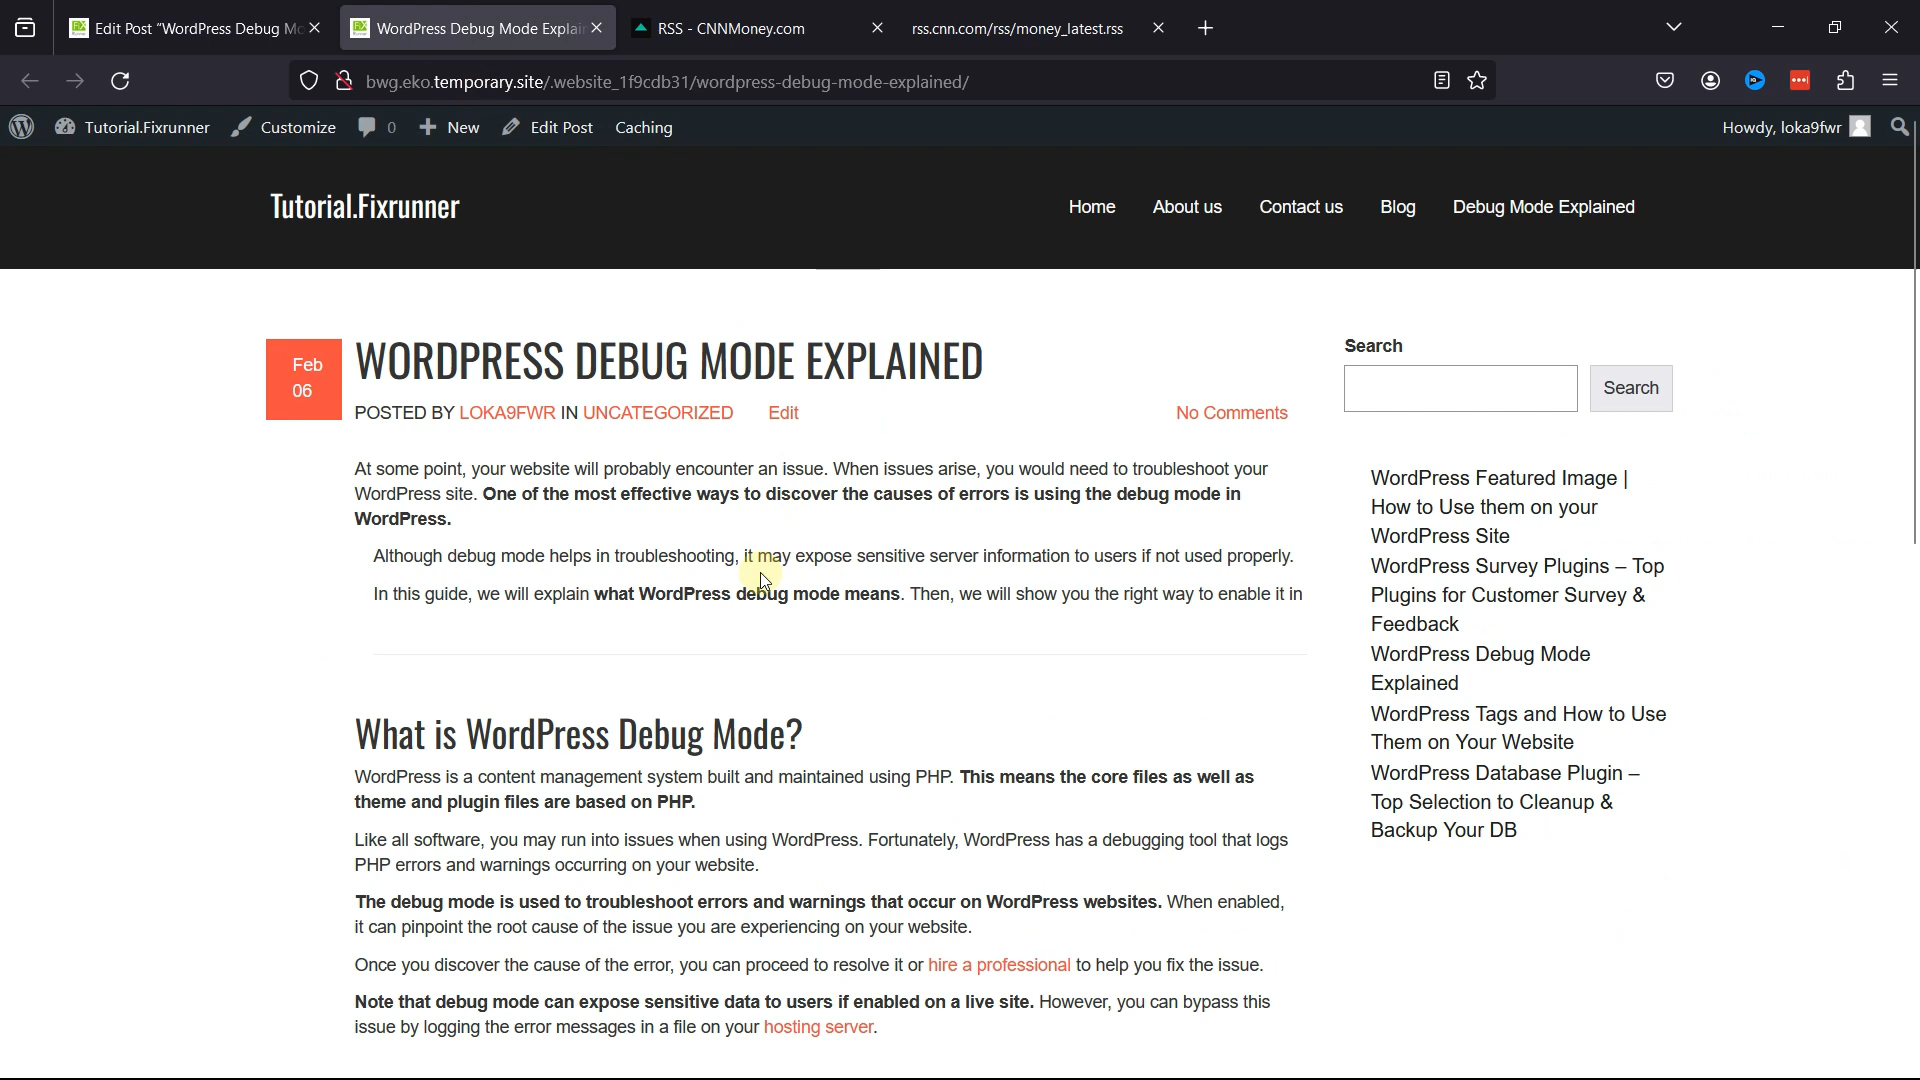 Edit Post “WordPress Debug Mo
WordPress Debug Mode Explain
RSS - CNNMoney.com
rss.cnn.com/rss/money_latest.rss
bwg.eko.temporary.site/.website_1f9cdb31/wordpress-debug-mode-explained/
Tutorial.Fixrunner
Customize
0
New
Edit Post
Caching
Howdy, loka9fwr
Tutorial.Fixrunner
Home
About us
Contact us
Blog
Debug Mode Explained
Feb
06
WORDPRESS DEBUG MODE EXPLAINED
POSTED BY LOKA9FWR IN UNCATEGORIZED
Edit
No Comments
At some point, your website will probably encounter an issue. When issues arise, you would need to troubleshoot your
WordPress site. One of the most effective ways to discover the causes of errors is using the debug mode in
WordPress.
Although debug mode helps in troubleshooting, it may expose sensitive server information to users if not used properly.
In this guide, we will explain what WordPress debug mode means. Then, we will show you the right way to enable it in
What is WordPress Debug Mode?
WordPress is a content management system built and maintained using PHP. This means the core files as well as
theme and plugin files are based on PHP.
Like all software, you may run into issues when using WordPress. Fortunately, WordPress has a debugging tool that logs
PHP errors and warnings occurring on your website.
The debug mode is used to troubleshoot errors and warnings that occur on WordPress websites. When enabled,
it can pinpoint the root cause of the issue you are experiencing on your website.
Once you discover the cause of the error, you can proceed to resolve it or hire a professional to help you fix the issue.
Note that debug mode can expose sensitive data to users if enabled on a live site. However, you can bypass this
issue by logging the error messages in a file on your hosting server.
Search
Search
WordPress Featured Image |
How to Use them on your
WordPress Site
WordPress Survey Plugins – Top
Plugins for Customer Survey &
Feedback
WordPress Debug Mode
Explained
WordPress Tags and How to Use
Them on Your Website
WordPress Database Plugin –
Top Selection to Cleanup &
Backup Your DB